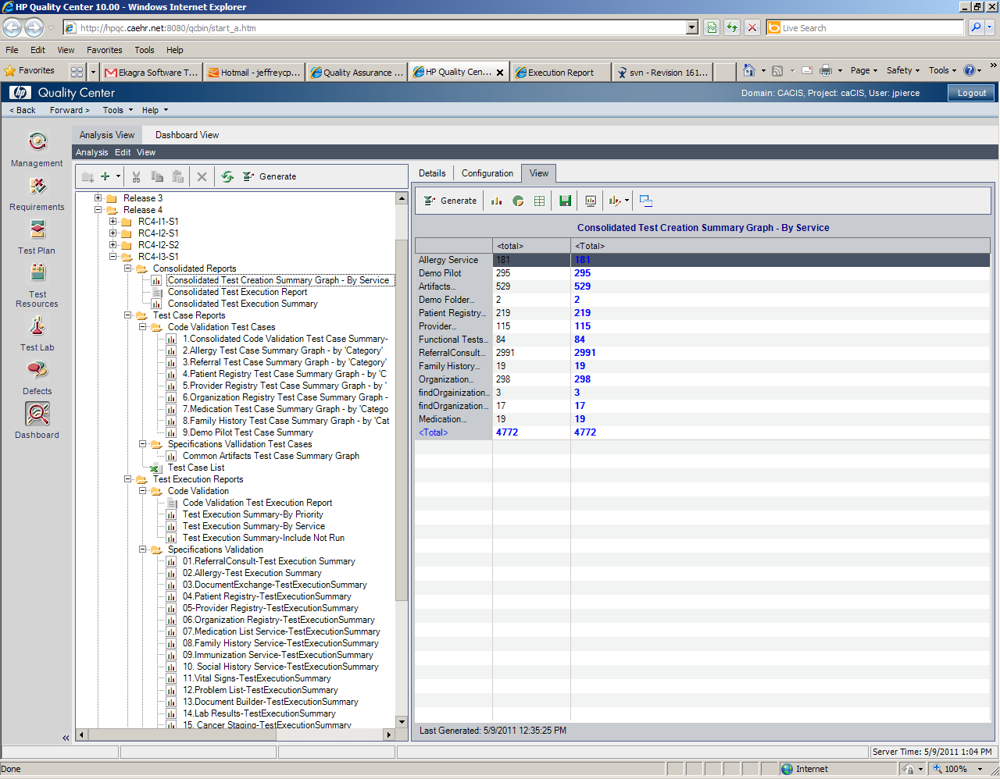 HP Quality Center 10.00 - Windows Internet Explorer
http://hpqc.caehr.net:8080/qcbin/start_a.htm
Live Search
File Edit View Favorites Tools Help
Favorites
Ekagra Software T...
Hotmail - jeffreycp...
Quality Assurance ...
HP Quality Cen...
Execution Report
svn - Revision 161...
Page
Safety
Tools
»
hp Quality Center
Domain: CACIS, Project: caCIS, User: jpierce
Logout
< Back Forward > Tools Help
Management
Requirements
Test Plan
Test Resources
Test Lab
Defects
Dashboard
«
Analysis View Dashboard View
Analysis Edit View
Generate
Release 3
Release 4
RC4-I1-S1
RC4-I2-S1
RC4-I2-S2
RC4-I3-S1
Consolidated Reports
Consolidated Test Creation Summary Graph - By Service
Consolidated Test Execution Report
Consolidated Test Execution Summary
Test Case Reports
Code Validation Test Cases
1.Consolidated Code Validation Test Case Summary-
2.Allergy Test Case Summary Graph - by 'Category'
3.Referral Test Case Summary Graph - by 'Category'
4.Patient Registry Test Case Summary Graph - by 'C
5.Provider Registry Test Case Summary Graph - by '
6.Organization Registry Test Case Summary Graph -
7.Medication Test Case Summary Graph - by 'Catego
8.Family History Test Case Summary Graph - by 'Cat
9.Demo Pilot Test Case Summary
Specifications Vallidation Test Cases
Common Artifacts Test Case Summary Graph
Test Case List
Test Execution Reports
Code Validation
Code Validation Test Execution Report
Test Execution Summary-By Priority
Test Execution Summary-By Service
Test Execution Summary-Include Not Run
Specifications Validation
01.ReferralConsult-Test Execution Summary
02.Allergy-Test Execution Summary
03.DocumentExchange-TestExecutionSummary
04.Patient Registry-TestExecutionSummary
05-Provider Registry-TestExecutionSummary
06.Organization Registry-TestExecutionSummary
07.Medication List Service-TestExecutionSummary
08.Family History Service-TestExecutionSummary
09.Immunization Service-TestExecutionSummary
10. Social History Service-TestExecutionSummary
11.Vital Signs-TestExecutionSummary
12.Problem List-TestExecutionSummary
13.Document Builder-TestExecutionSummary
14.Lab Results-TestExecutionSummary
15. Cancer Staging-TestExecutionSummary
Details Configuration View
Generate
Consolidated Test Creation Summary Graph - By Service
<total> <Total>
Allergy Service 181 181
Demo Pilot 295 295
Artifacts... 529 529
Demo Folder... 2 2
Patient Registry... 219 219
Provider... 115 115
Functional Tests... 84 84
ReferralConsult... 2991 2991
Family History... 19 19
Organization... 298 298
findOrgainization... 3 3
findOrganization... 17 17
Medication... 19 19
<Total> 4772 4772
Last Generated: 5/9/2011 12:35:25 PM
Server Time: 5/9/2011 1:04 PM
Done
Internet
100%